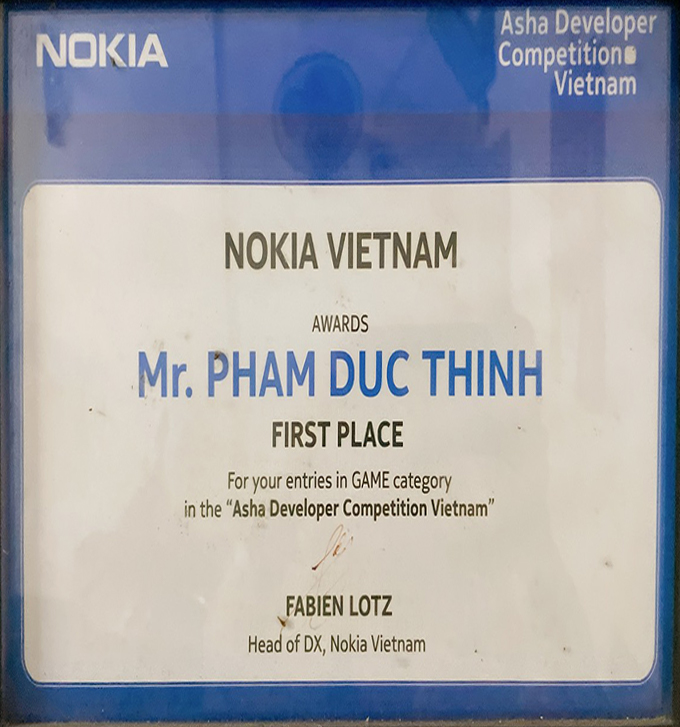 NOKIA
Asha Developer
Competition
Vietnam
NOKIA VIETNAM
AWARDS
Mr. PHAM DUC THINH
FIRST PLACE
For your entries in GAME category
in the “Asha Developer Competition Vietnam”
FABIEN LOTZ
Head of DX, Nokia Vietnam